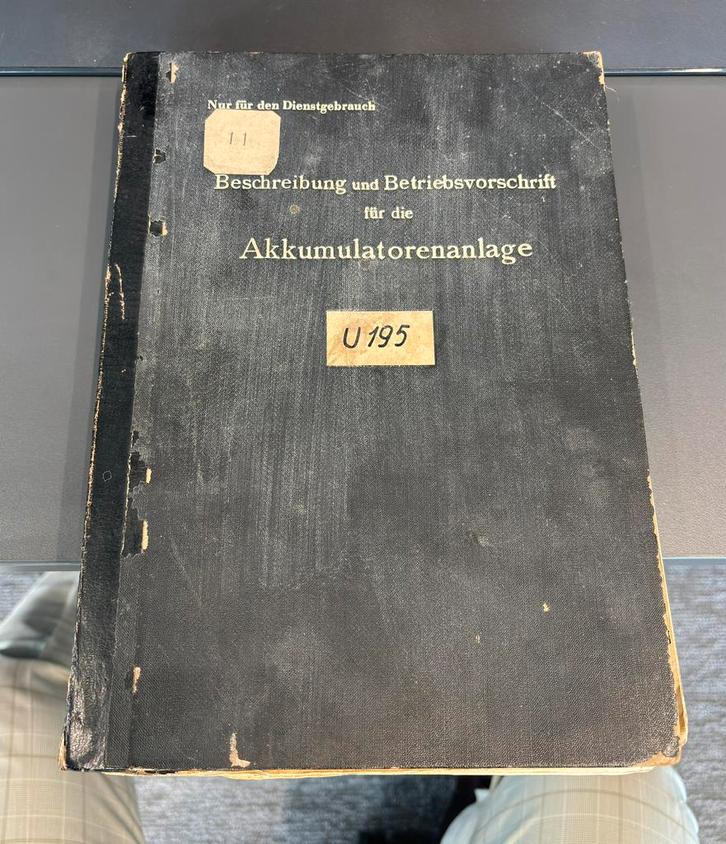 Nur für den Dienstgebrauch
11
Beschreibung und Betriebsvorschrift
für die
Akkumulatorenanlage
U 195